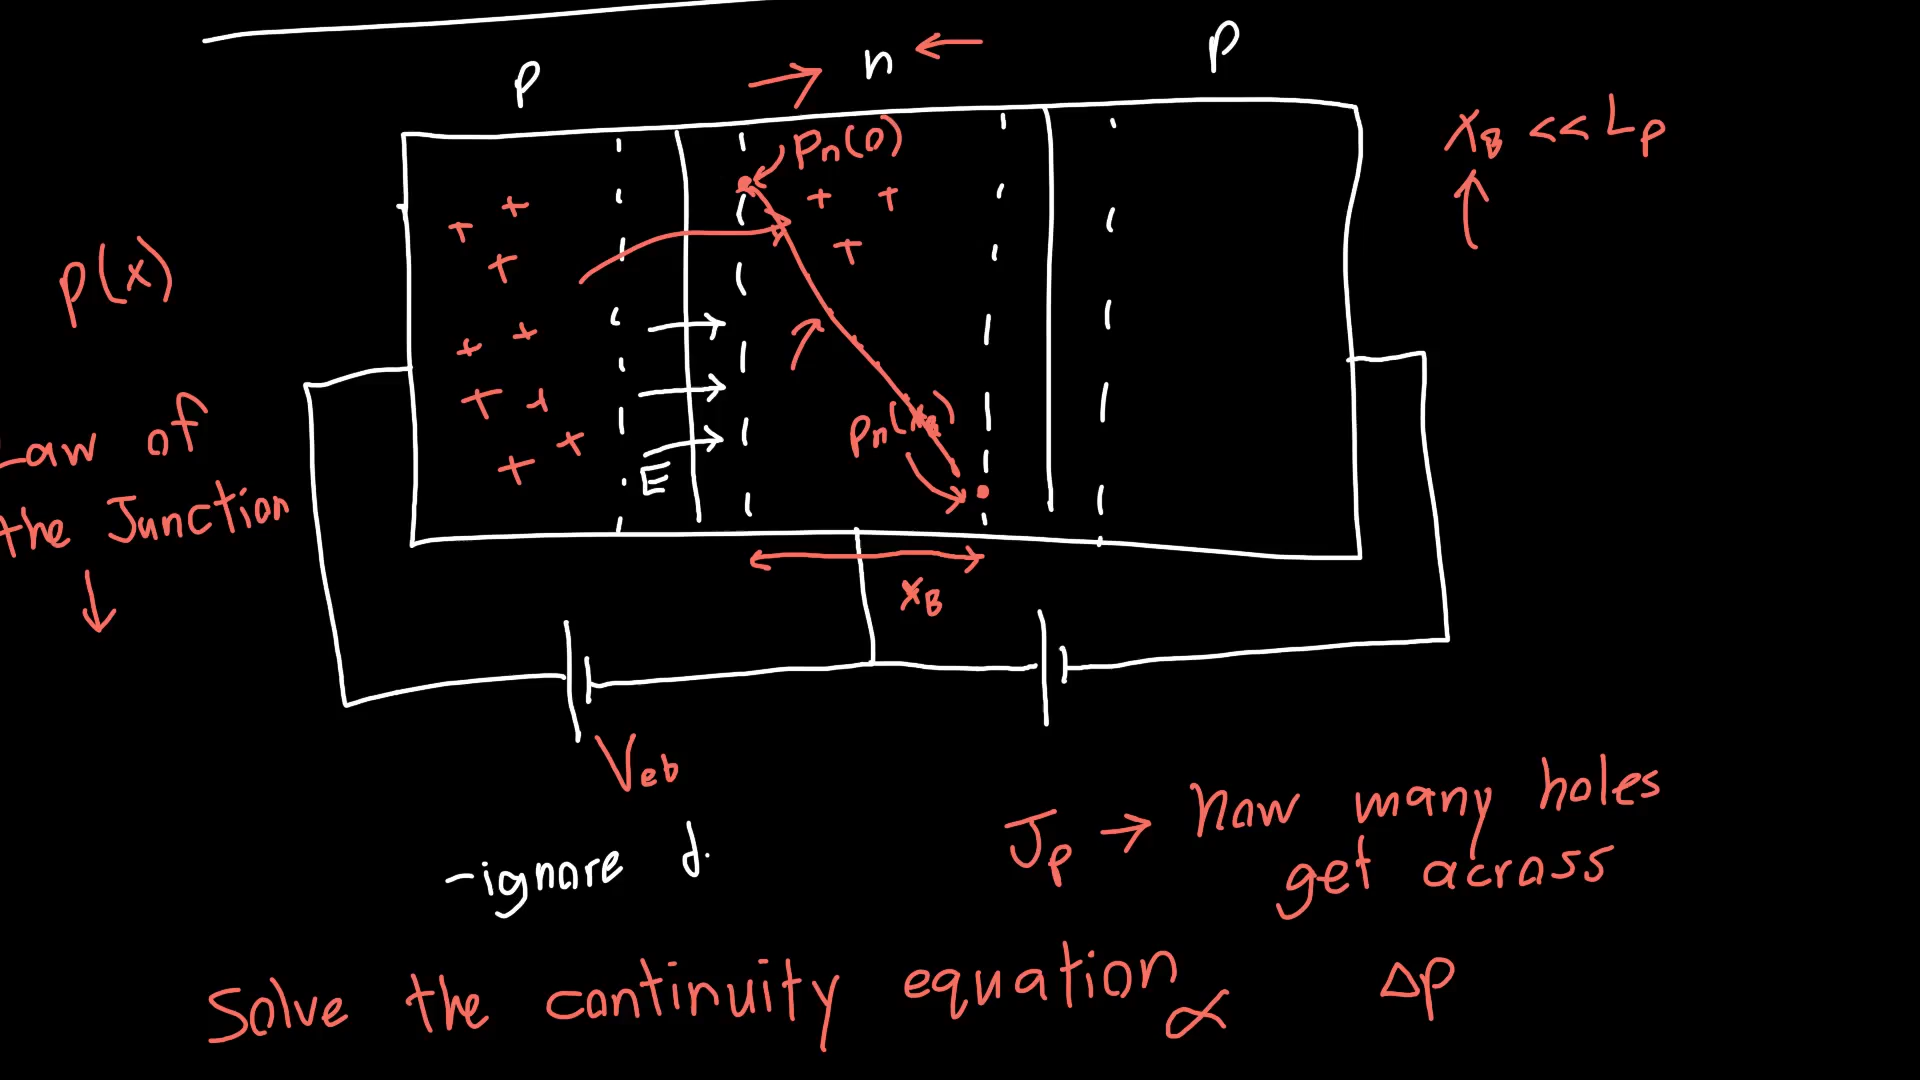 p
n
p
Pn(0)
XB << Lp
p(x)
Law of
the Junction
Pn(XB)
E
XB
Veb
Jp → how many holes
get across
-ignore d.
Solve the continuity equation
∝ Δp